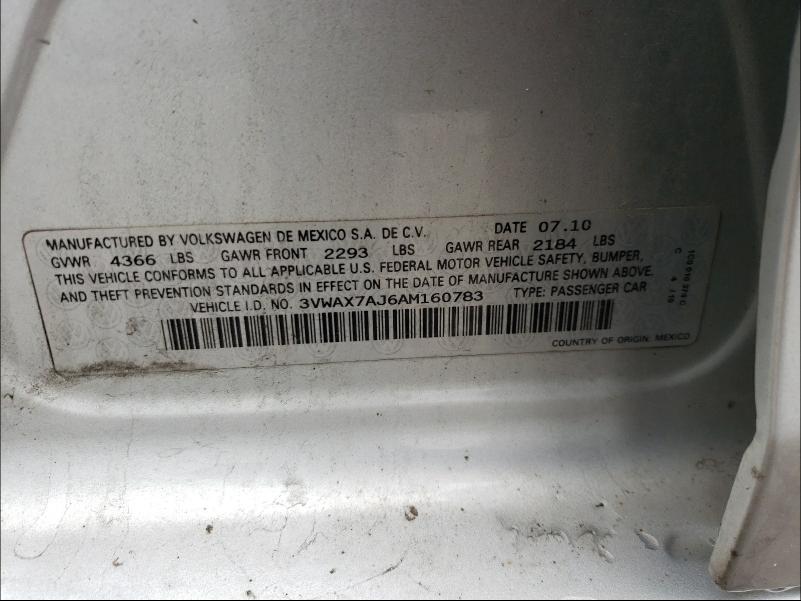 MANUFACTURED BY VOLKSWAGEN DE MEXICO S.A. DE C.V. DATE 07.10
GVWR 4366 LBS GAWR FRONT 2293 LBS GAWR REAR 2184 LBS
THIS VEHICLE CONFORMS TO ALL APPLICABLE U.S. FEDERAL MOTOR VEHICLE SAFETY, BUMPER,
AND THEFT PREVENTION STANDARDS IN EFFECT ON THE DATE OF MANUFACTURE SHOWN ABOVE.
VEHICLE I.D. NO. 3VWAX7AJ6AM160783 TYPE: PASSENGER CAR
COUNTRY OF ORIGIN: MEXICO